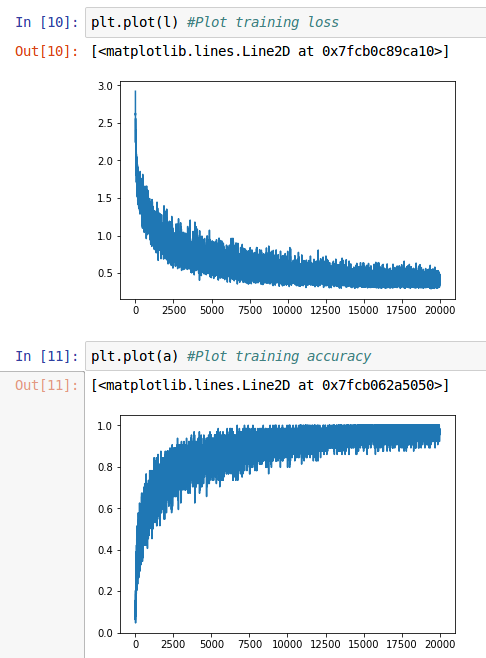 In [10]: plt.plot(l) #Plot training loss
Out[10]: [<matplotlib.lines.Line2D at 0x7fcb0c89ca10>]
3.0
2.5
2.0
1.5
1.0
0.5
0 2500 5000 7500 10000 12500 15000 17500 20000
In [11]: plt.plot(a) #Plot training accuracy
Out[11]: [<matplotlib.lines.Line2D at 0x7fcb062a5050>]
1.0
0.8
0.6
0.4
0.2
0.0
0 2500 5000 7500 10000 12500 15000 17500 20000